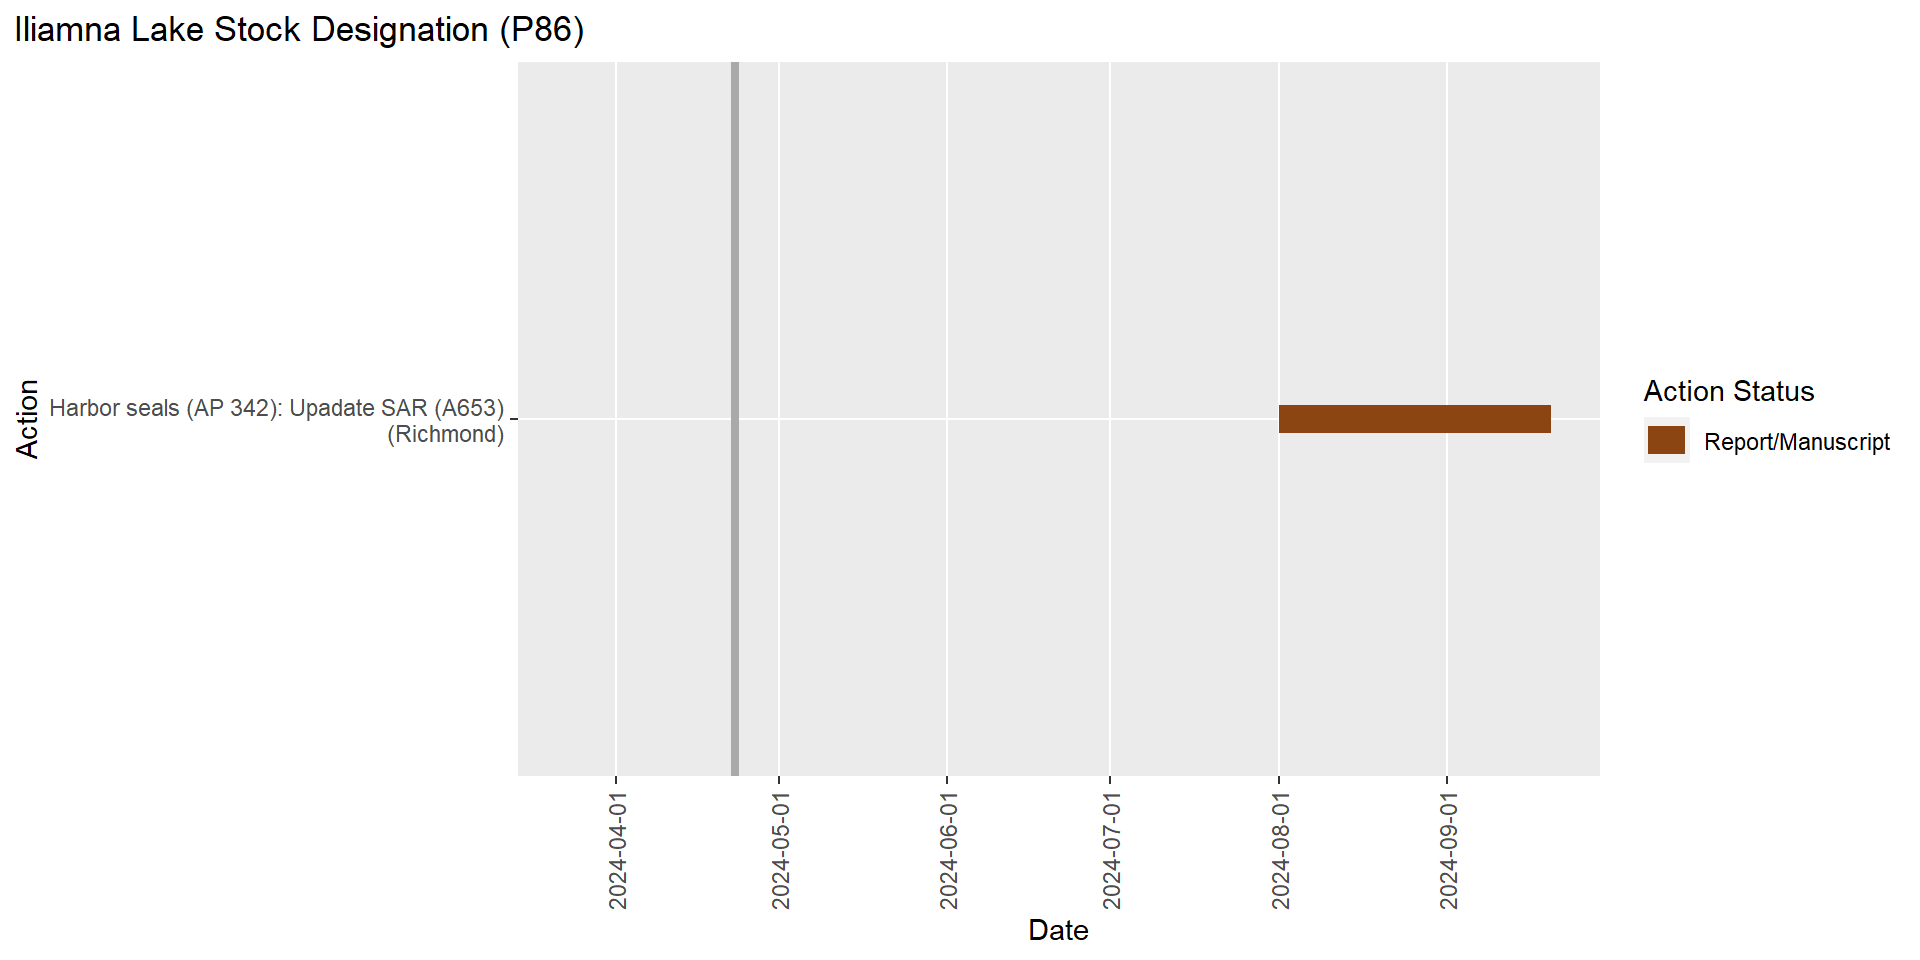 Iliamna Lake Stock Designation (P86)
Action
Harbor seals (AP 342): Upadate SAR (A653)
(Richmond)
Action Status
Report/Manuscript
2024-04-01
2024-05-01
2024-06-01
2024-07-01
2024-08-01
2024-09-01
Date